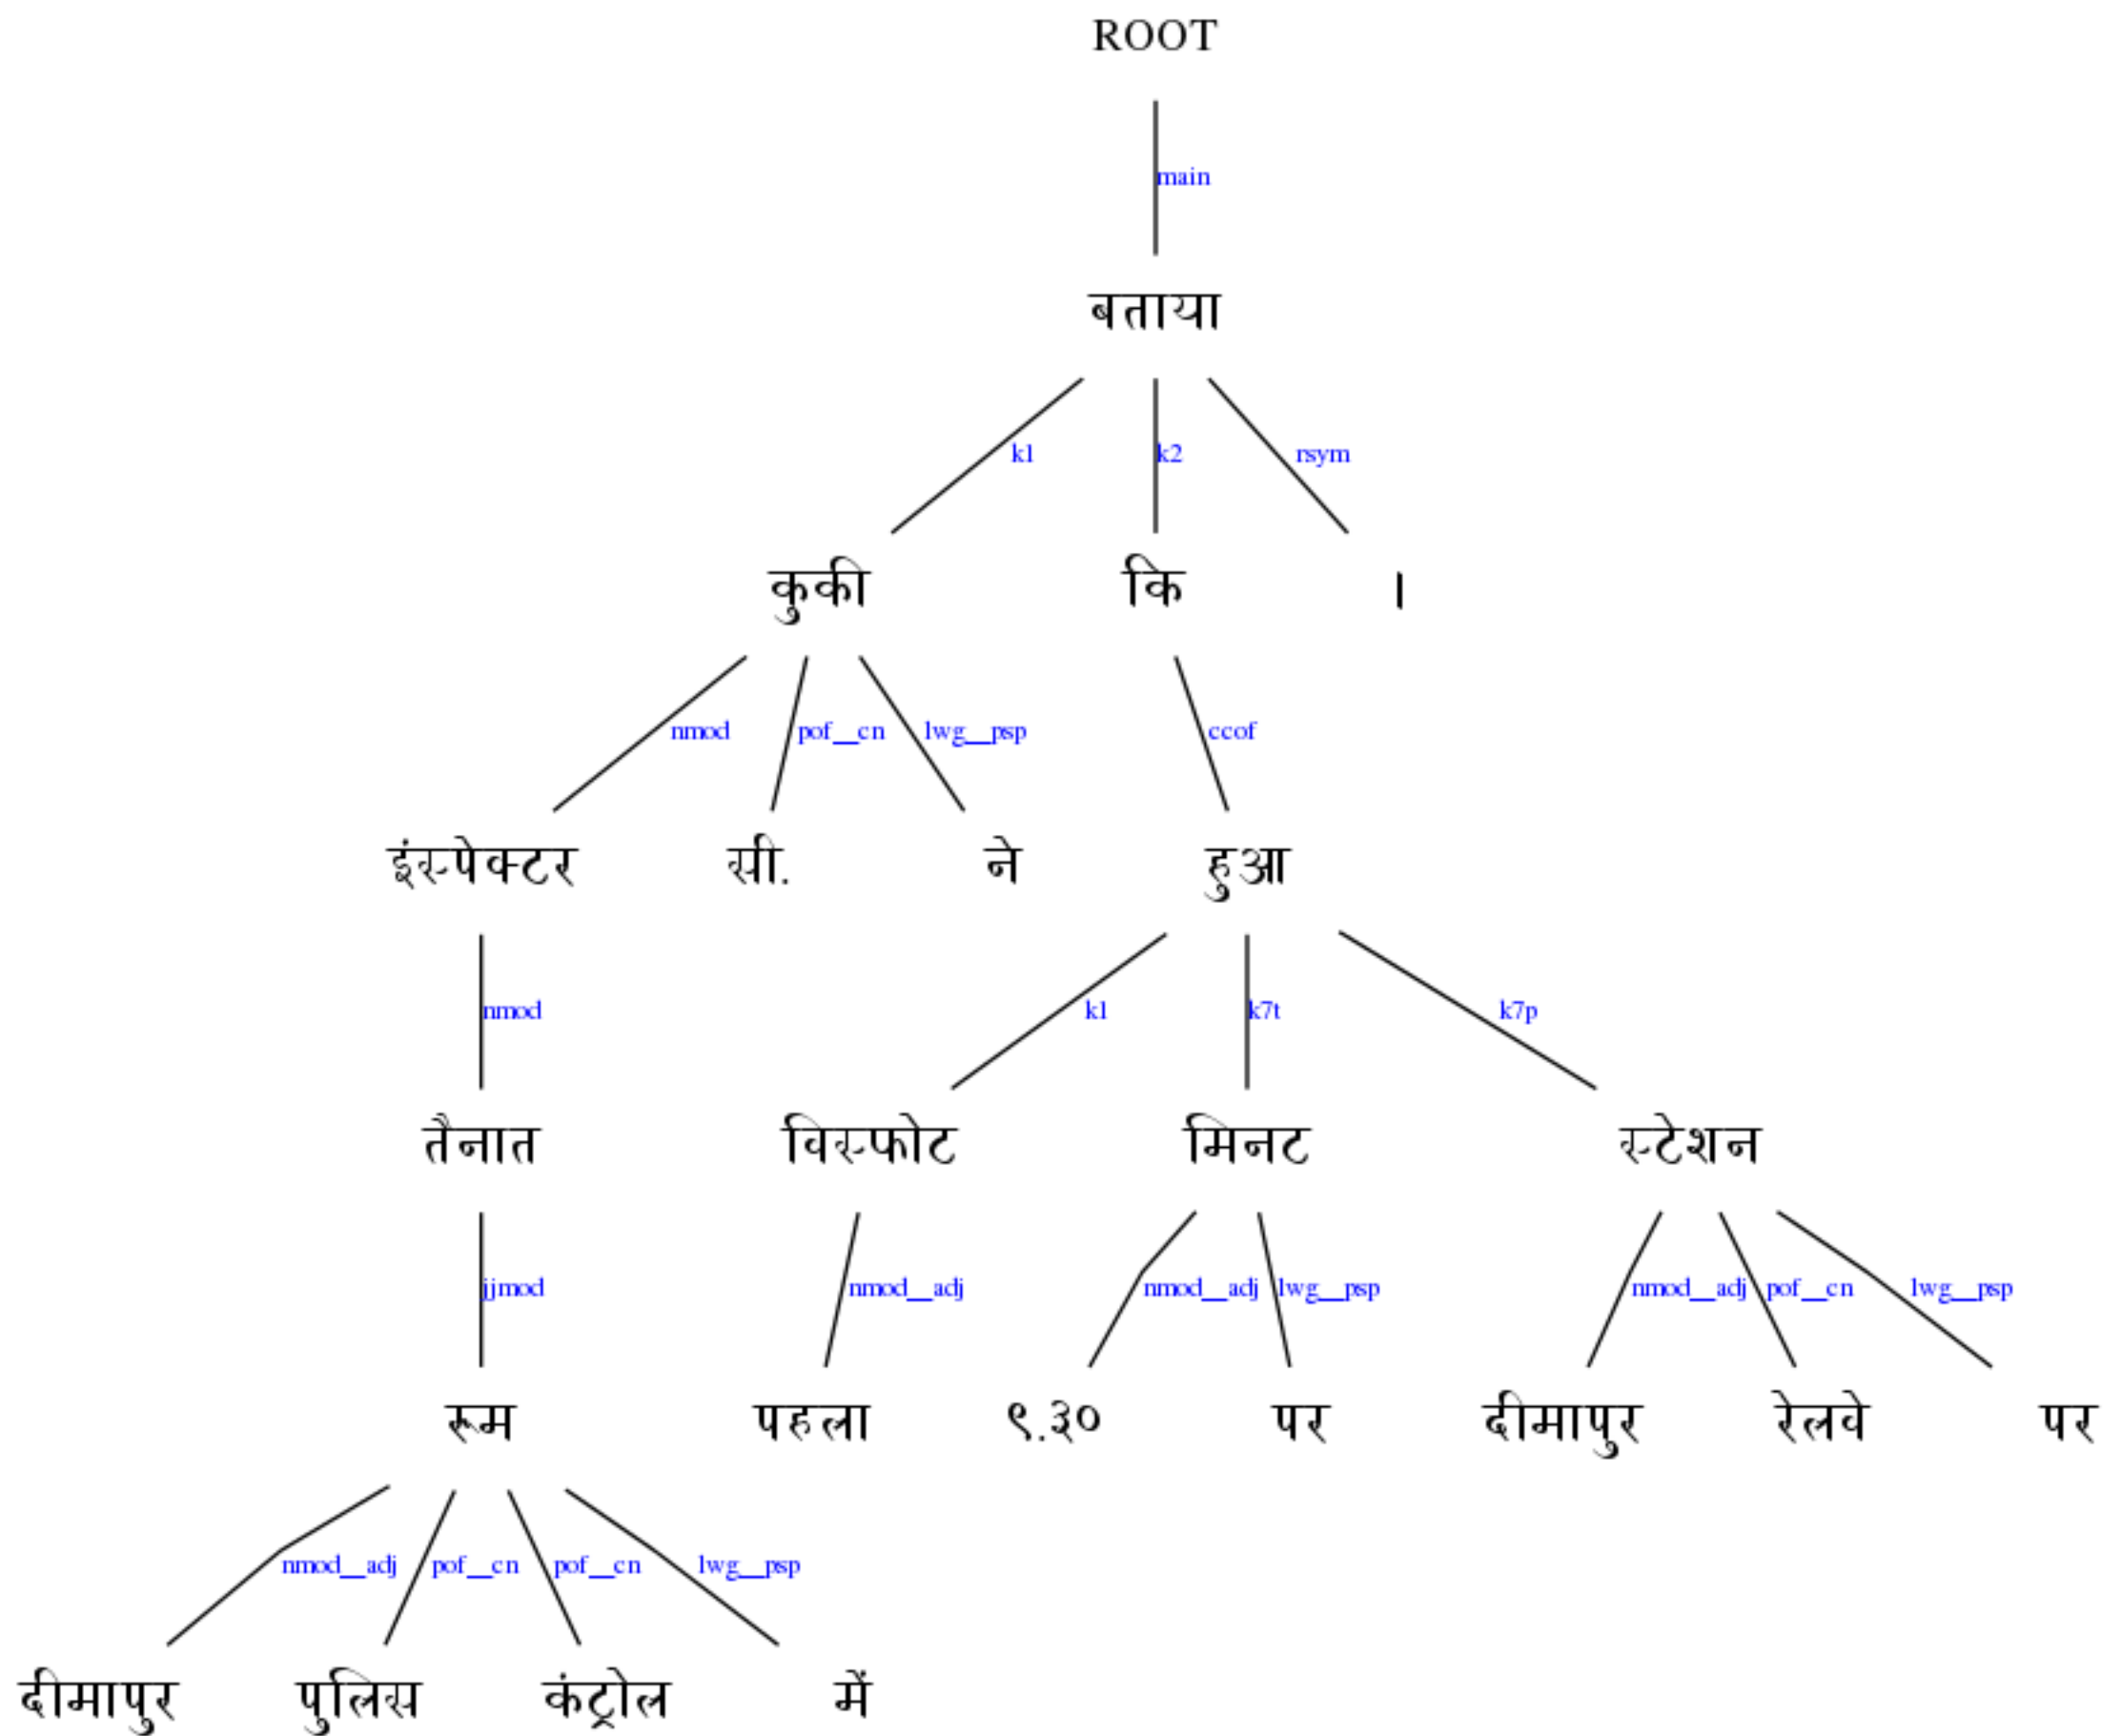 ROOT
main
बताया
k1 k2 rsym
कुकी कि ।
nmod pof__cn lwg__psp ccof
इंस्पेक्टर सी. ने हुआ
nmod k1 k7t k7p
तैनात विस्फोट मिनट स्टेशन
jjmod nmod__adj nmod__adj lwg__psp nmod__adj pof__cn lwg__psp
रूम पहला ९.३० पर दीमापुर रेलवे पर
nmod__adj pof__cn pof__cn lwg__psp
दीमापुर पुलिस कंट्रोल में